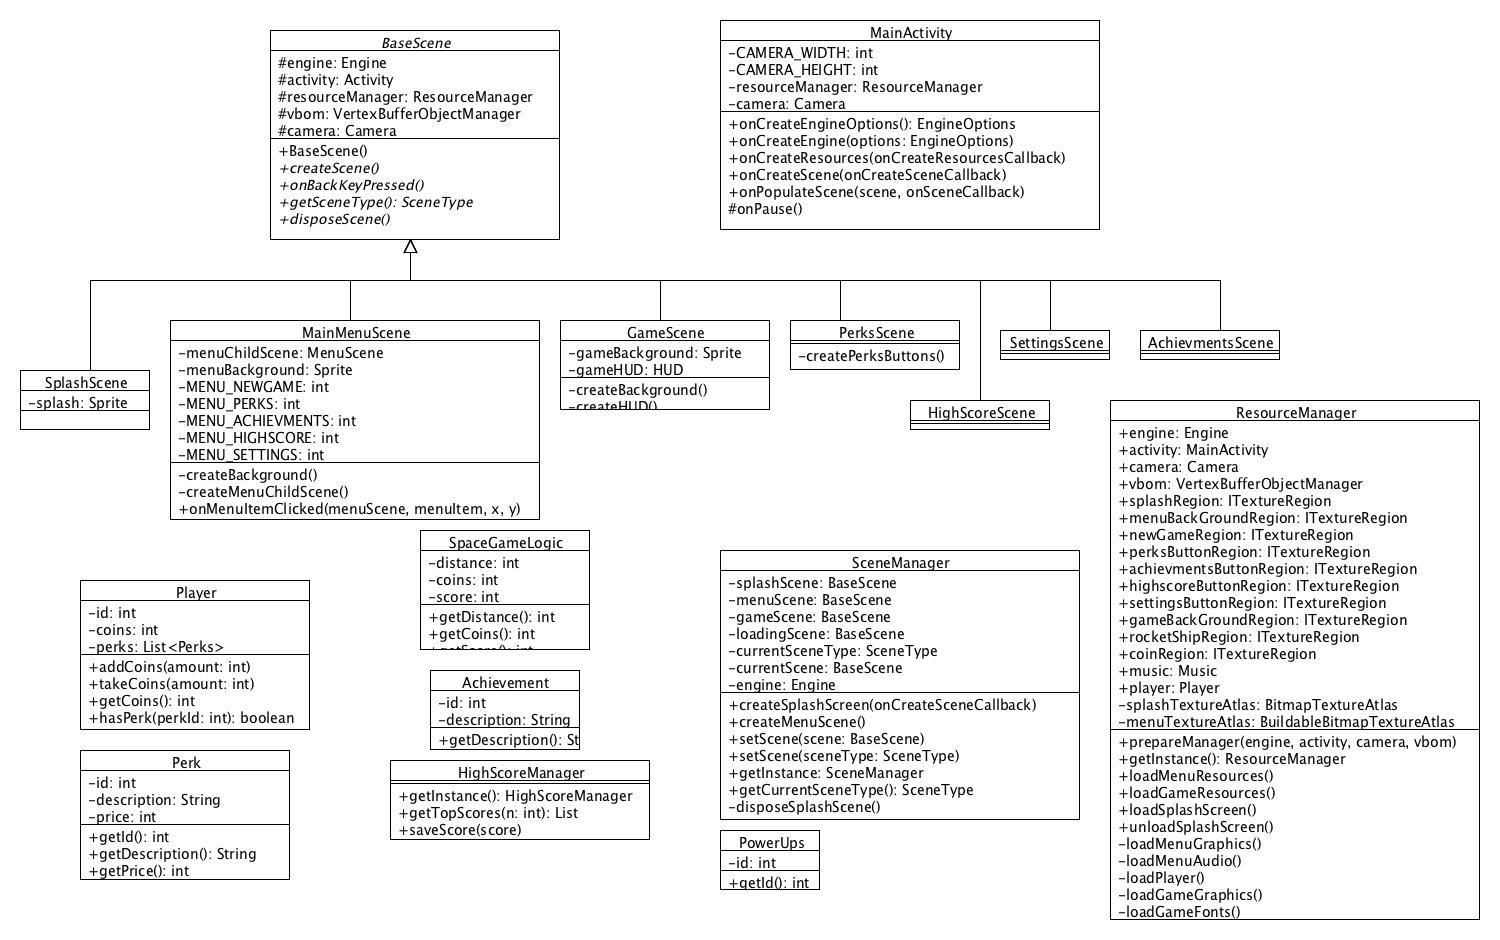 BaseScene
#engine: Engine
#activity: Activity
#resourceManager: ResourceManager
#vbom: VertexBufferObjectManager
#camera: Camera
+BaseScene()
+createScene()
+onBackKeyPressed()
+getSceneType(): SceneType
+disposeScene()
MainActivity
-CAMERA_WIDTH: int
-CAMERA_HEIGHT: int
-resourceManager: ResourceManager
-camera: Camera
+onCreateEngineOptions(): EngineOptions
+onCreateEngine(options: EngineOptions)
+onCreateResources(onCreateResourcesCallback)
+onCreateScene(onCreateSceneCallback)
+onPopulateScene(scene, onSceneCallback)
#onPause()
SplashScene
-splash: Sprite
MainMenuScene
-menuChildScene: MenuScene
-menuBackground: Sprite
-MENU_NEWGAME: int
-MENU_PERKS: int
-MENU_ACHIEVMENTS: int
-MENU_HIGHSCORE: int
-MENU_SETTINGS: int
-createBackground()
-createMenuChildScene()
+onMenuItemClicked(menuScene, menuItem, x, y)
GameScene
-gameBackground: Sprite
-gameHUD: HUD
-createBackground()
-createHUD()
PerksScene
-createPerksButtons()
HighScoreScene
SettingsScene
AchievmentsScene
ResourceManager
+engine: Engine
+activity: MainActivity
+camera: Camera
+vbom: VertexBufferObjectManager
+splashRegion: ITextureRegion
+menuBackGroundRegion: ITextureRegion
+newGameRegion: ITextureRegion
+perksButtonRegion: ITextureRegion
+achievmentsButtonRegion: ITextureRegion
+highscoreButtonRegion: ITextureRegion
+settingsButtonRegion: ITextureRegion
+gameBackGroundRegion: ITextureRegion
+rocketShipRegion: ITextureRegion
+coinRegion: ITextureRegion
+music: Music
+player: Player
-splashTextureAtlas: BitmapTextureAtlas
-menuTextureAtlas: BuildableBitmapTextureAtlas
+prepareManager(engine, activity, camera, vbom)
+getInstance(): ResourceManager
+loadMenuResources()
+loadGameResources()
+loadSplashScreen()
+unloadSplashScreen()
-loadMenuGraphics()
-loadMenuAudio()
-loadPlayer()
-loadGameGraphics()
-loadGameFonts()
SpaceGameLogic
-distance: int
-coins: int
-score: int
+getDistance(): int
+getCoins(): int
+getScore(): int
Player
-id: int
-coins: int
-perks: List<Perks>
+addCoins(amount: int)
+takeCoins(amount: int)
+getCoins(): int
+hasPerk(perkId: int): boolean
Achievement
-id: int
-description: String
+getDescription(): St
SceneManager
-splashScene: BaseScene
-menuScene: BaseScene
-gameScene: BaseScene
-loadingScene: BaseScene
-currentSceneType: SceneType
-currentScene: BaseScene
-engine: Engine
+createSplashScreen(onCreateSceneCallback)
+createMenuScene()
+setScene(scene: BaseScene)
+setScene(sceneType: SceneType)
+getInstance: SceneManager
+getCurrentSceneType(): SceneType
-disposeSplashScene()
Perk
-id: int
-description: String
-price: int
+getId(): int
+getDescription(): String
+getPrice(): int
HighScoreManager
+getInstance(): HighScoreManager
+getTopScores(n: int): List
+saveScore(score)
PowerUps
-id: int
+getId(): int